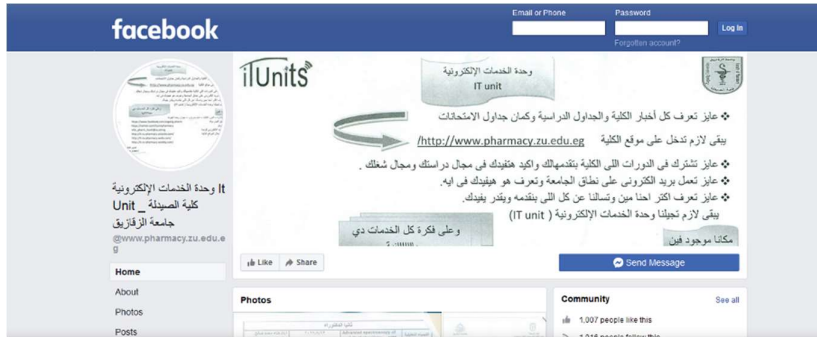 Email or Phone
Password
facebook
Log In
Forgotten account?
iTUnits
وحدة الخدمات الإلكترونية
IT unit
❖ عايز تعرف كل أخبار الكلية والجداول الدراسية وكمان جداول الامتحانات
يبقى لازم تدخل على موقع الكلية http://www.pharmacy.zu.edu.eg/
❖ عايز تشترك فى الدورات اللى الكلية بتقدمهالك واكيد هتفيدك فى مجال دراستك ومجال شغلك .
❖ عايز تعمل بريد الكترونى على نطاق الجامعة وتعرف هو هيفيدك فى ايه.
❖ عايز تعرف اكتر احنا مين وتسالنا عن كل اللى بنقدمه ويقدر يفيدك.
يبقى لازم تجيلنا وحدة الخدمات الإلكترونية ( IT unit)
وعلى فكرة كل الخدمات دي
مكانا موجود فين
It وحدة الخدمات الإلكترونية
Unit _ كلية الصيدلة
جامعة الزقازيق
@www.pharmacy.zu.edu.e
g
Like
Share
Send Message
Home
About
Photos
Posts
Photos
Community
See all
1,007 people like this
people follow this